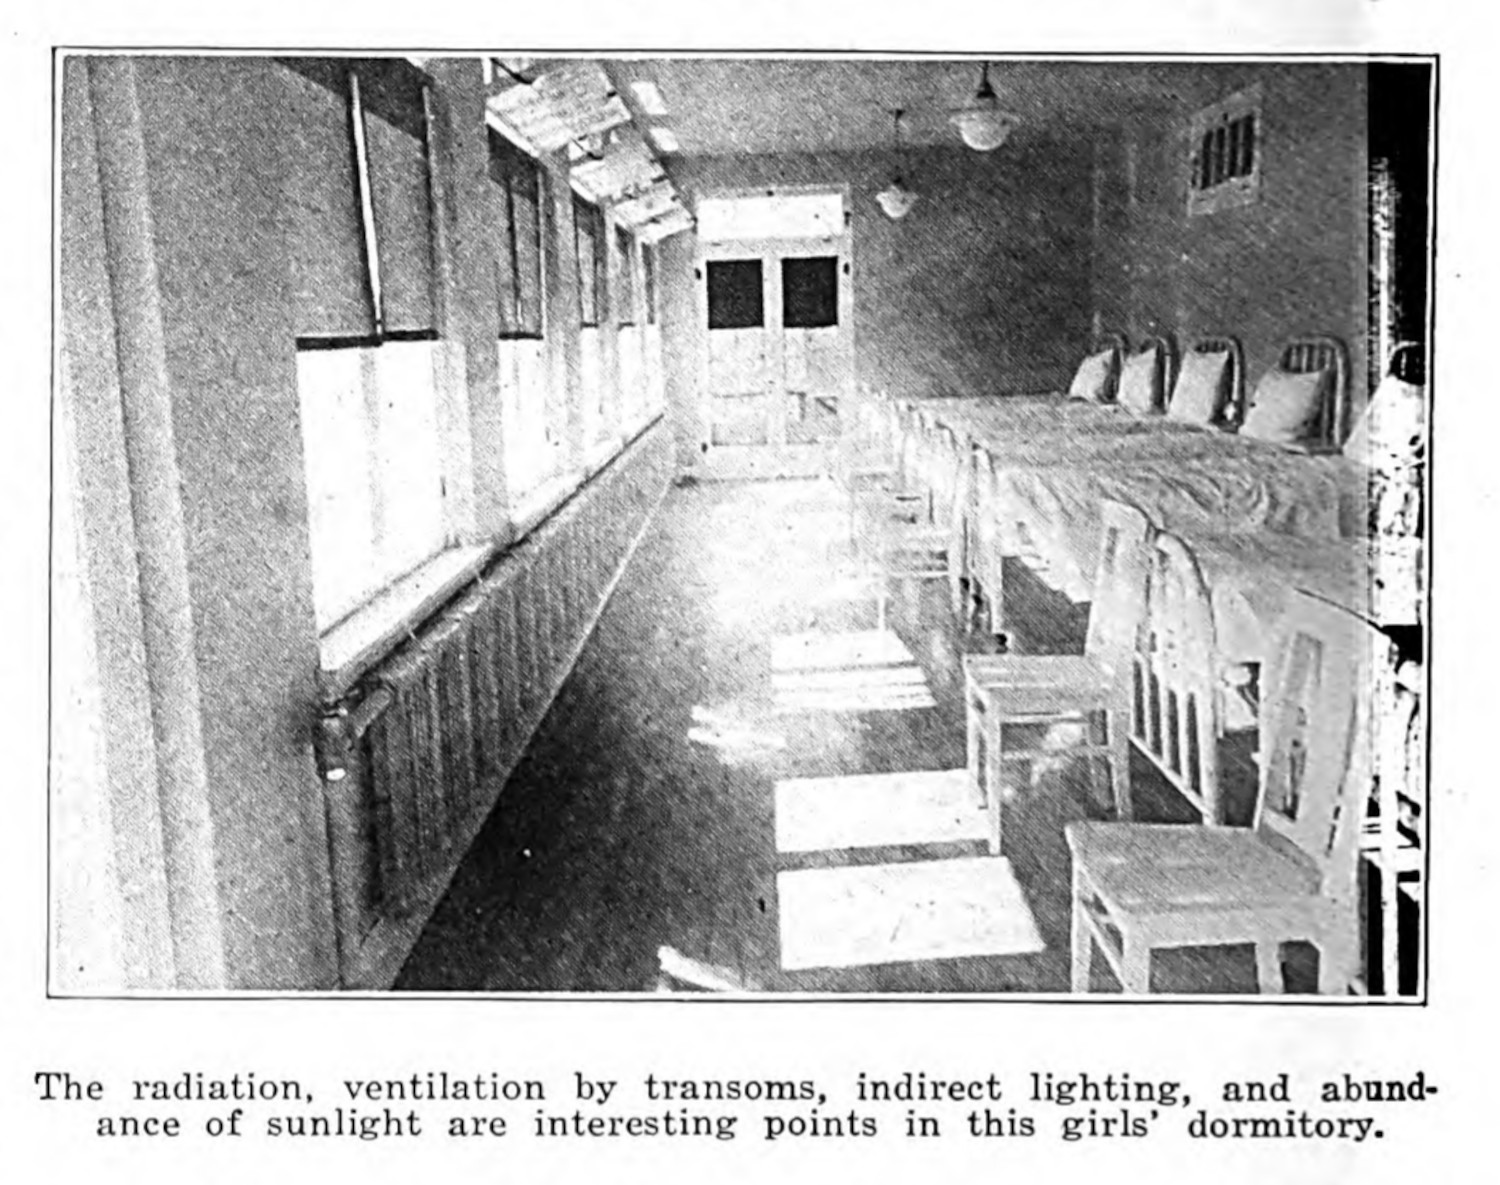 The radiation, ventilation by transoms, indirect lighting, and abund-
ance of sunlight are interesting points in this girls' dormitory.